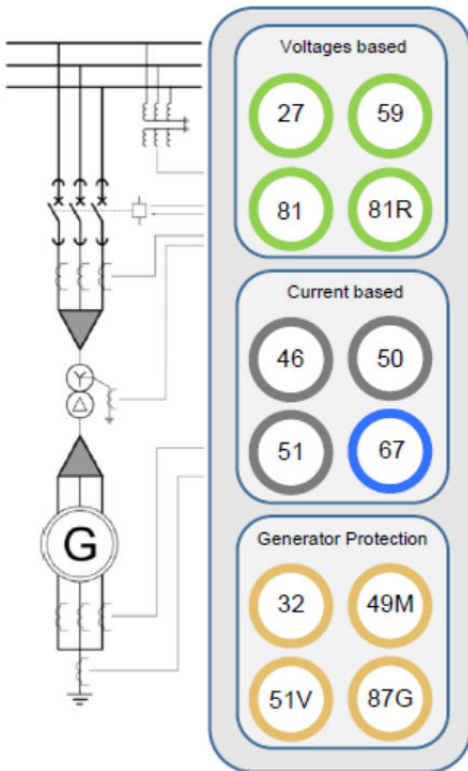 Voltages based
27 59
81 81R
Current based
46 50
51 67
G
Generator Protection
32 49M
51V 87G